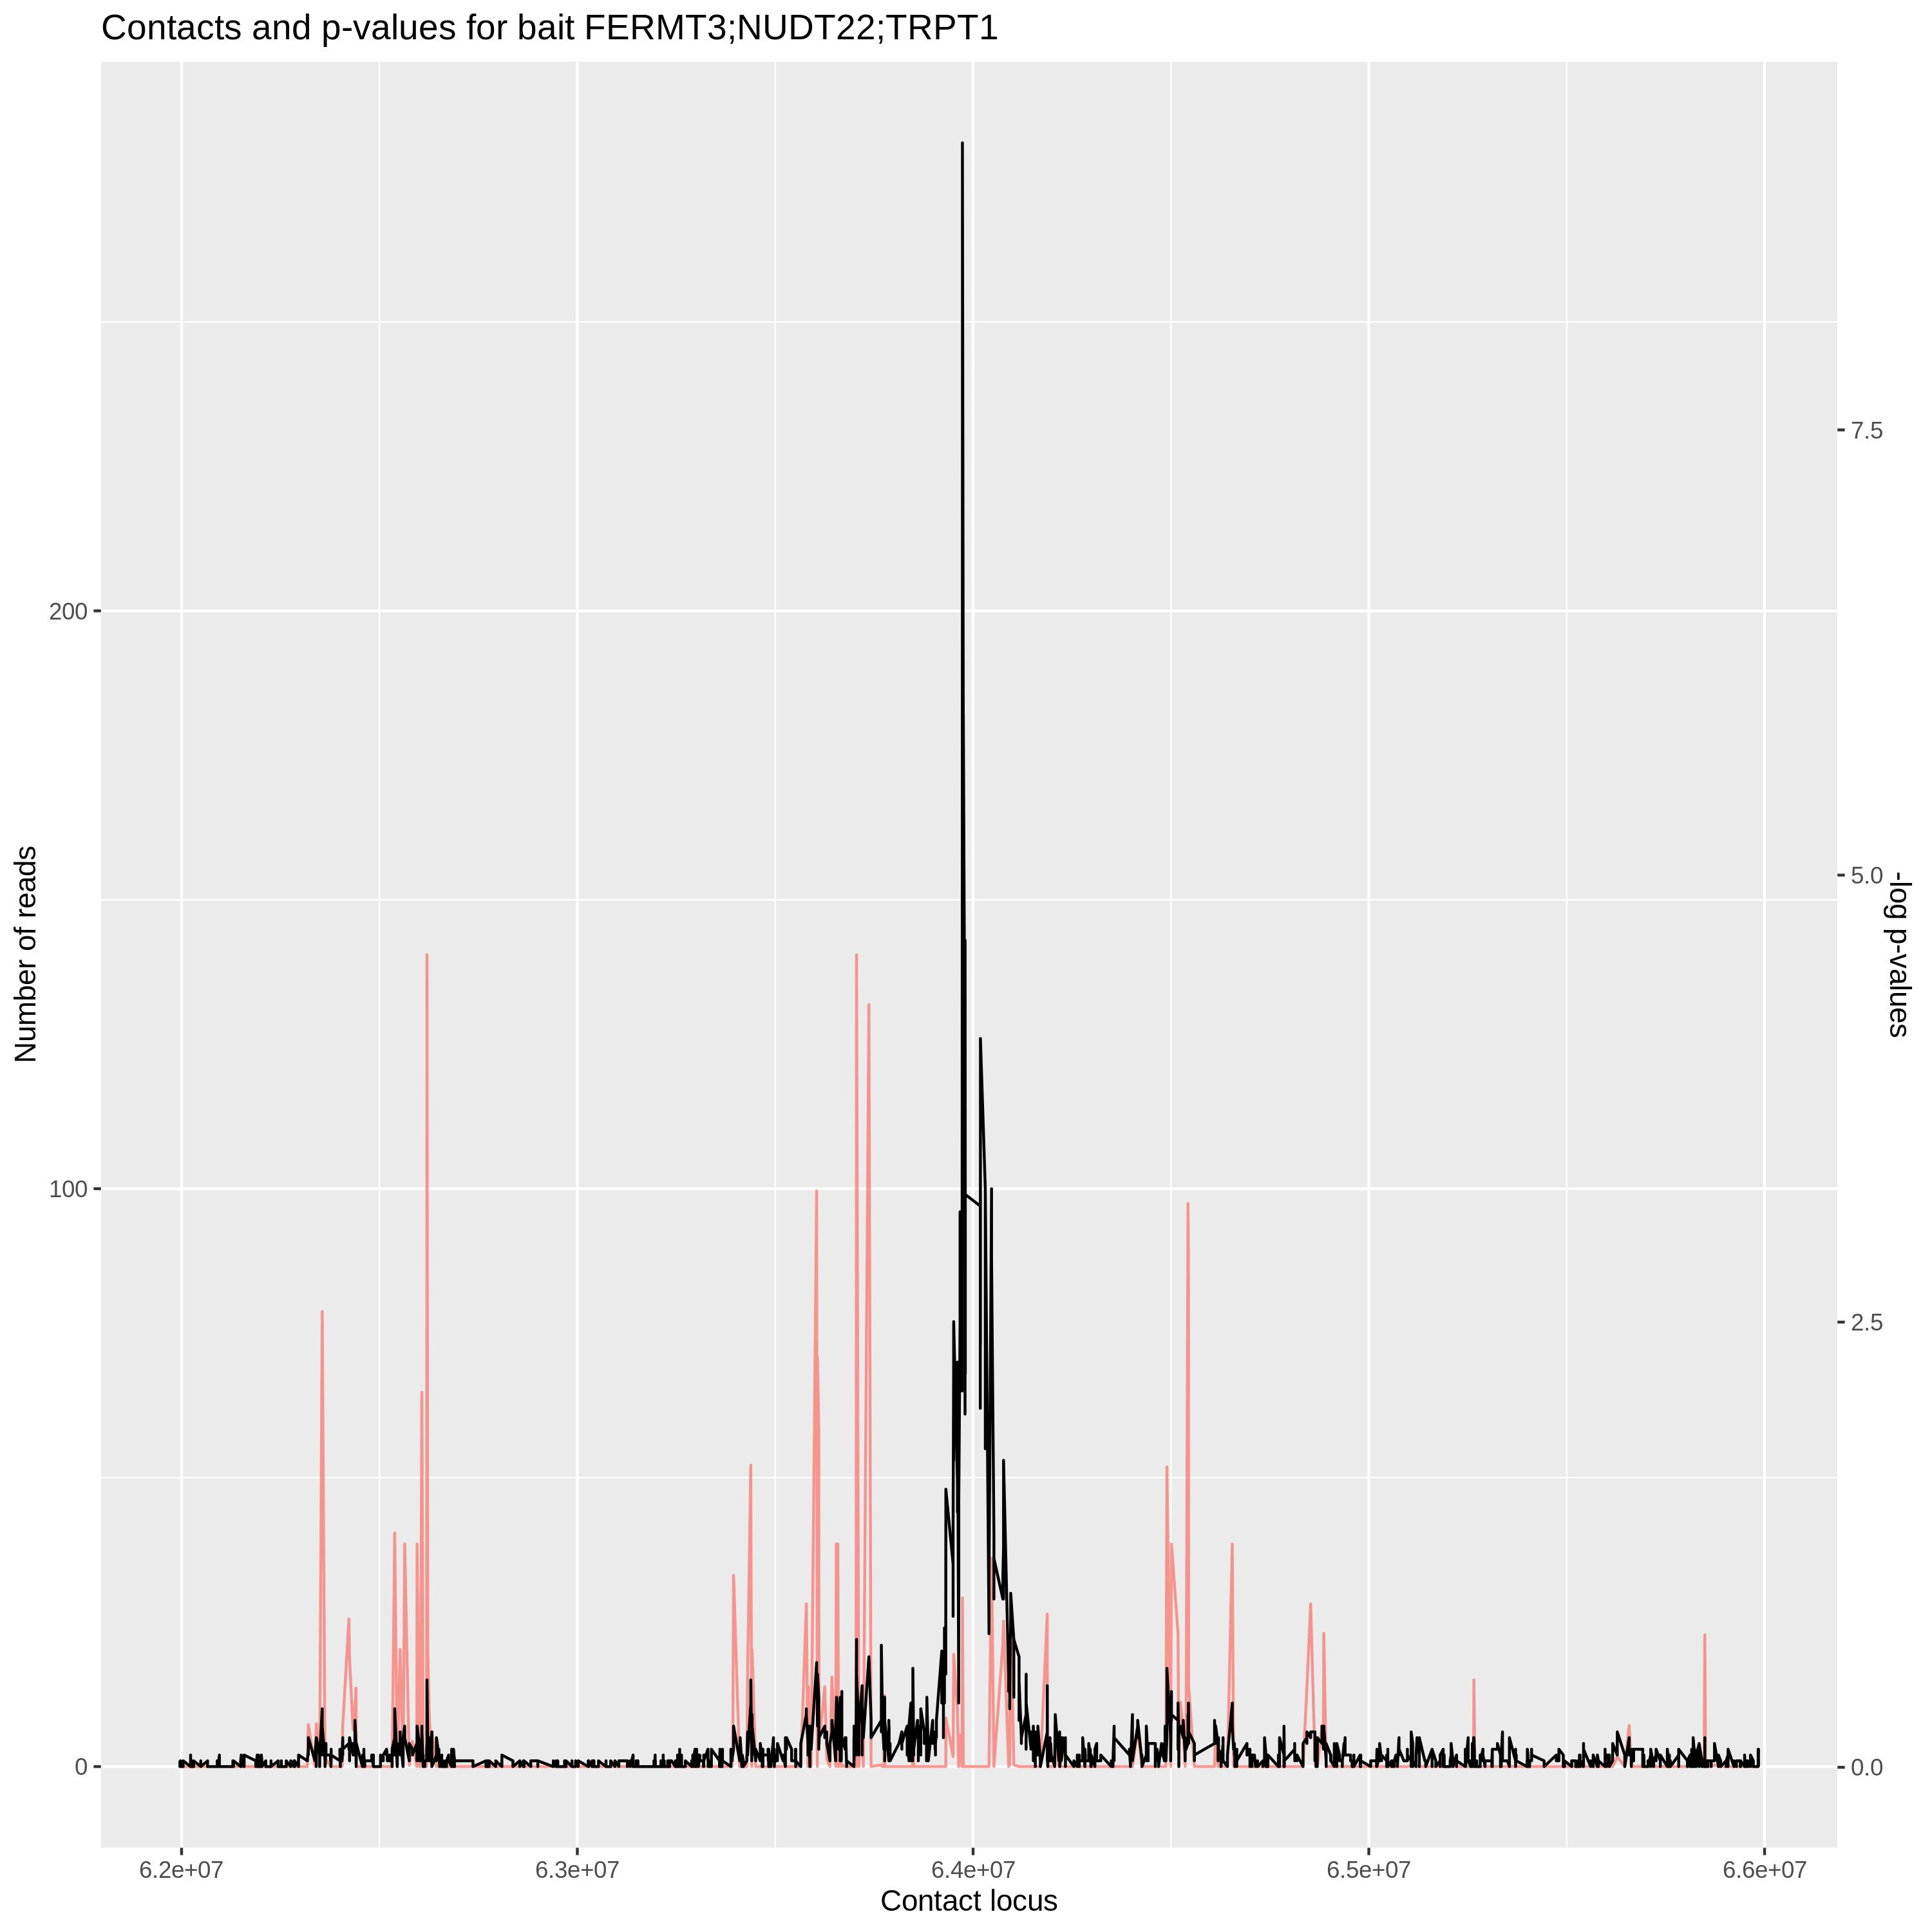 Contacts and p-values for bait FERMT3;NUDT22;TRPT1
Number of reads
200
100
0
7.5
5.0
2.5
0.0
-log p-values
6.2e+07
6.3e+07
6.4e+07
6.5e+07
6.6e+07
Contact locus